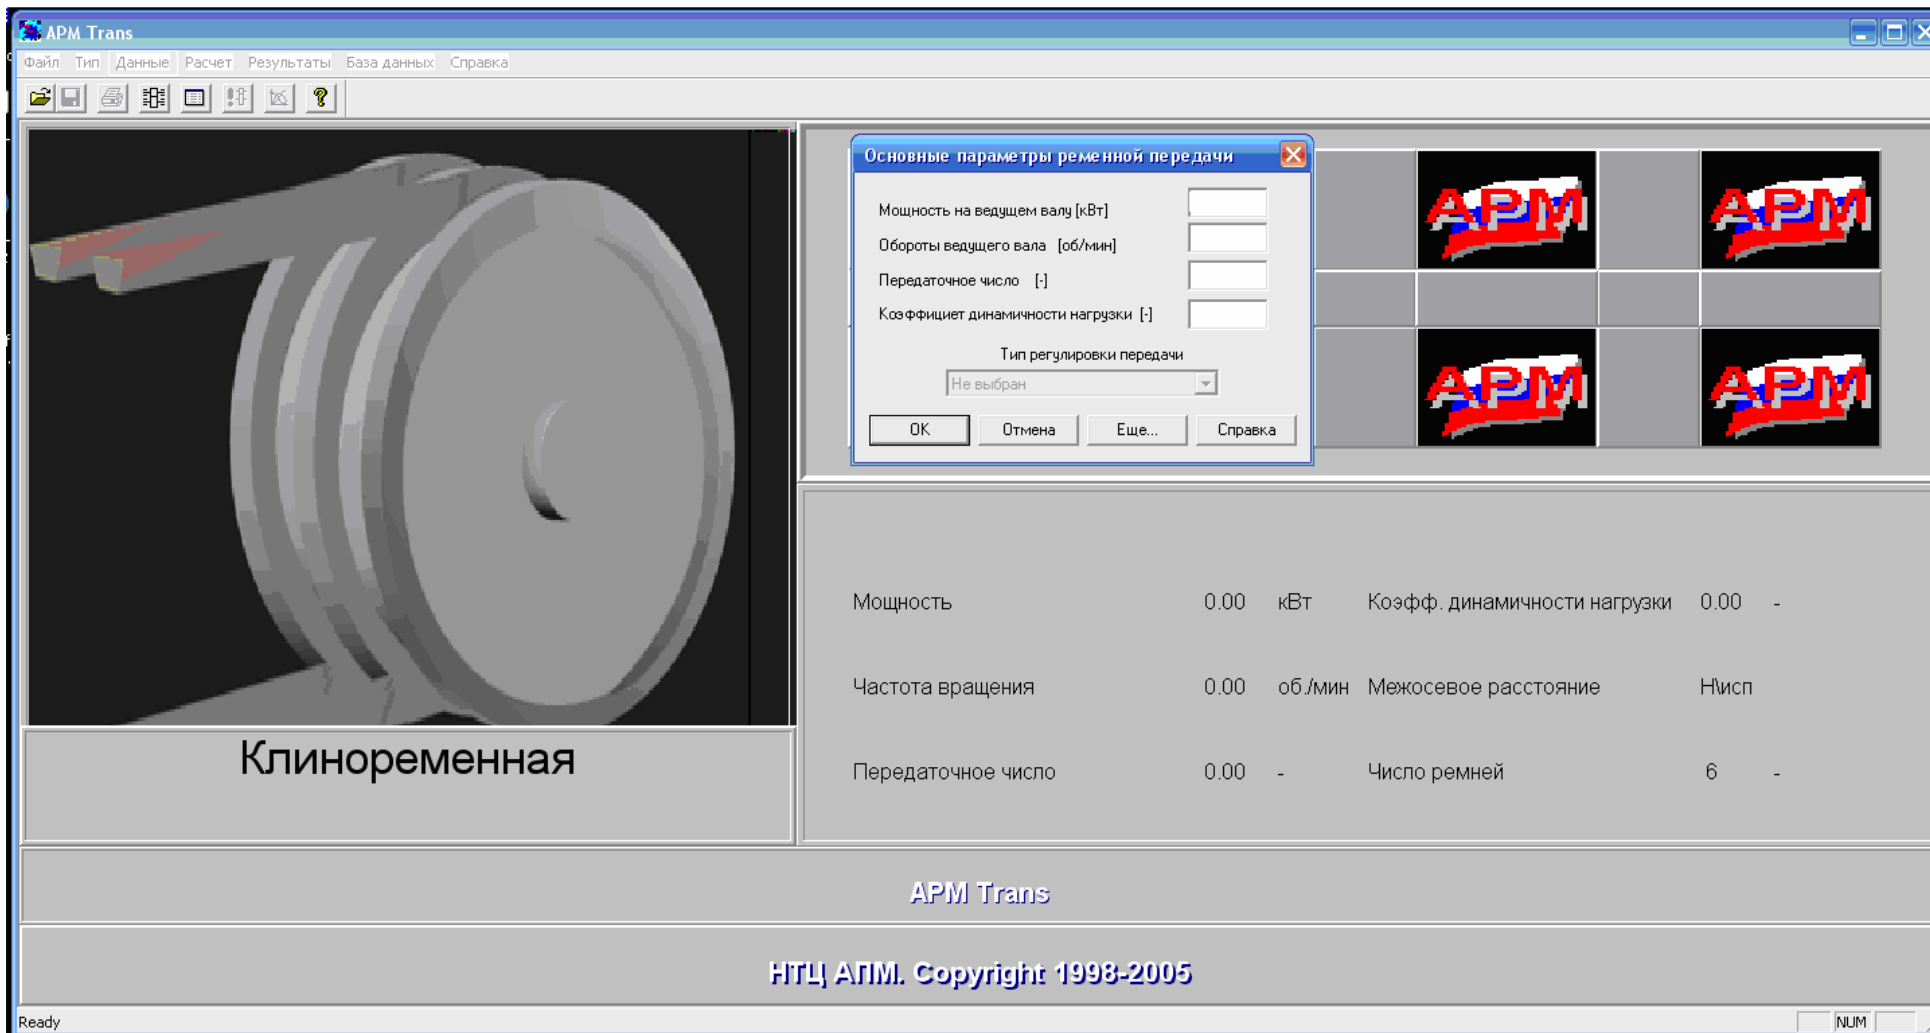 APM Trans
Файл Тип Данные Расчет Результаты База данных Справка
Основные параметры ременной передачи
Мощность на ведущем валу [кВт]
Обороты ведущего вала [об/мин]
Передаточное число [-]
Коэффициет динамичности нагрузки [-]
Тип регулировки передачи
Не выбран
ОК Отмена Еще... Справка
APM APM
APM APM
Мощность 0.00 кВт Коэфф. динамичности нагрузки 0.00 -
Частота вращения 0.00 об./мин Межосевое расстояние Н\исп
Передаточное число 0.00 - Число ремней 6 -
Клиноременная
APM Trans
НТЦ АПМ. Copyright 1998-2005
Ready NUM